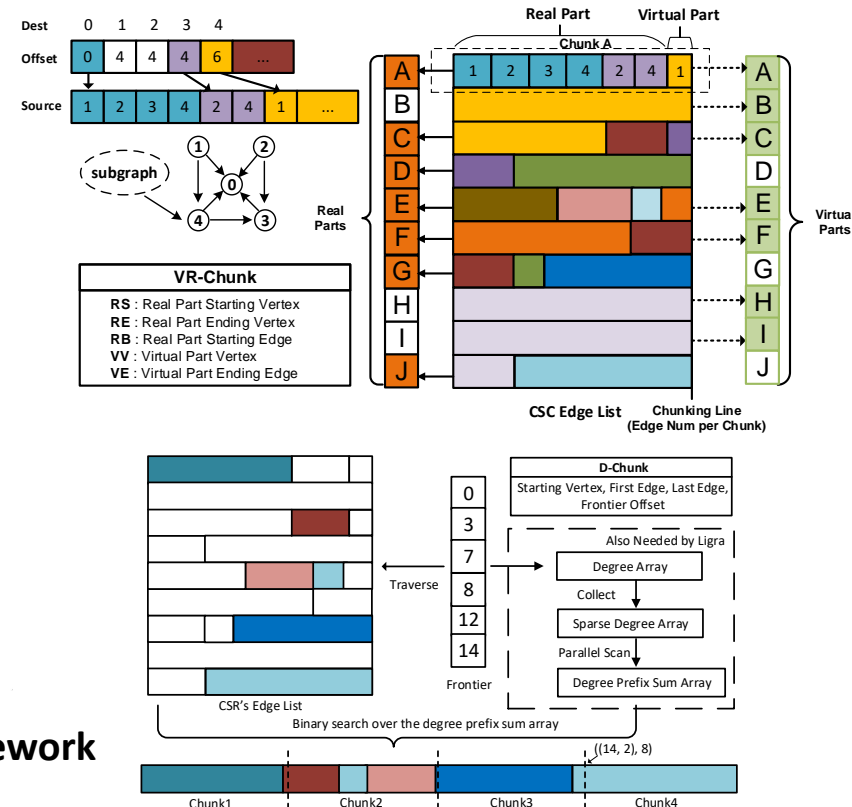 Real Part Virtual Part
Dest 0 1 2 3 4
Chunk A
Offset 0 4 4 4 6 ...
1 2 3 4 2 4 1
Source 1 2 3 4 2 4 1 ...
subgraph
1 2
0
4 3
Real
Parts
A
B
C
D
E
F
G
H
I
J
A
B
C
D
E
F
G
H
I
J
Virtua
Parts
VR-Chunk
RS : Real Part Starting Vertex
RE : Real Part Ending Vertex
RB : Real Part Starting Edge
VV : Virtual Part Vertex
VE : Virtual Part Ending Edge
CSC Edge List
Chunking Line
(Edge Num per Chunk)
D-Chunk
Starting Vertex, First Edge, Last Edge,
Frontier Offset
0
3
7
8
12
14
Frontier
Traverse
Also Needed by Ligra
Degree Array
Collect
Sparse Degree Array
Parallel Scan
Degree Prefix Sum Array
CSR's Edge List
Binary search over the degree prefix sum array
ework
((14, 2), 8)
Chunk1 Chunk2 Chunk3 Chunk4